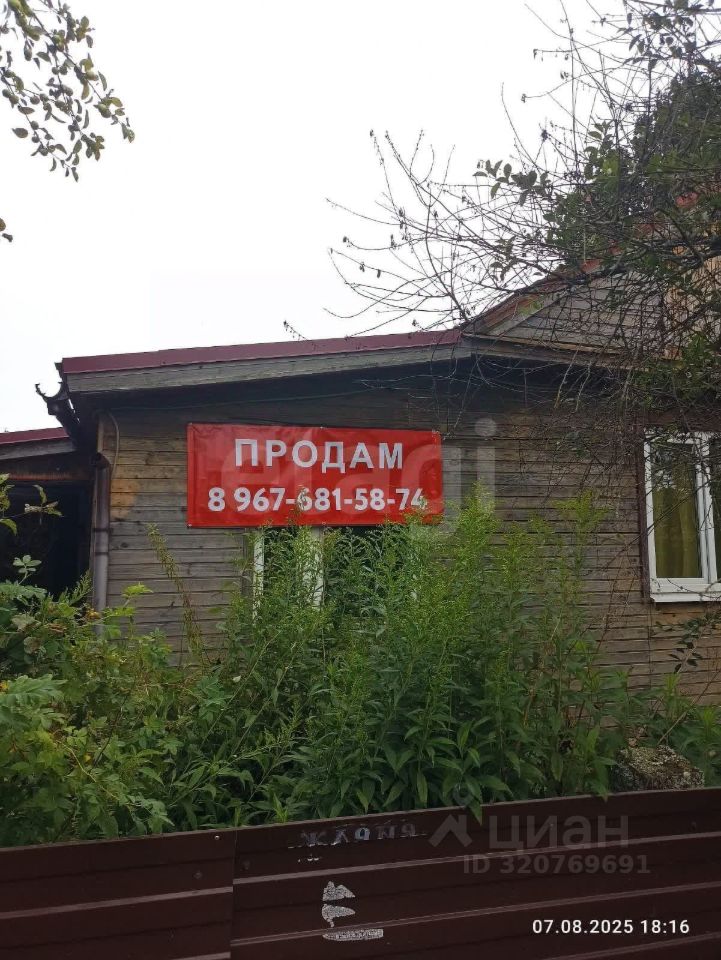 ПРОДАМ
8 967-681-58-74
циан
ID 320769691
07.08.2025 18:16